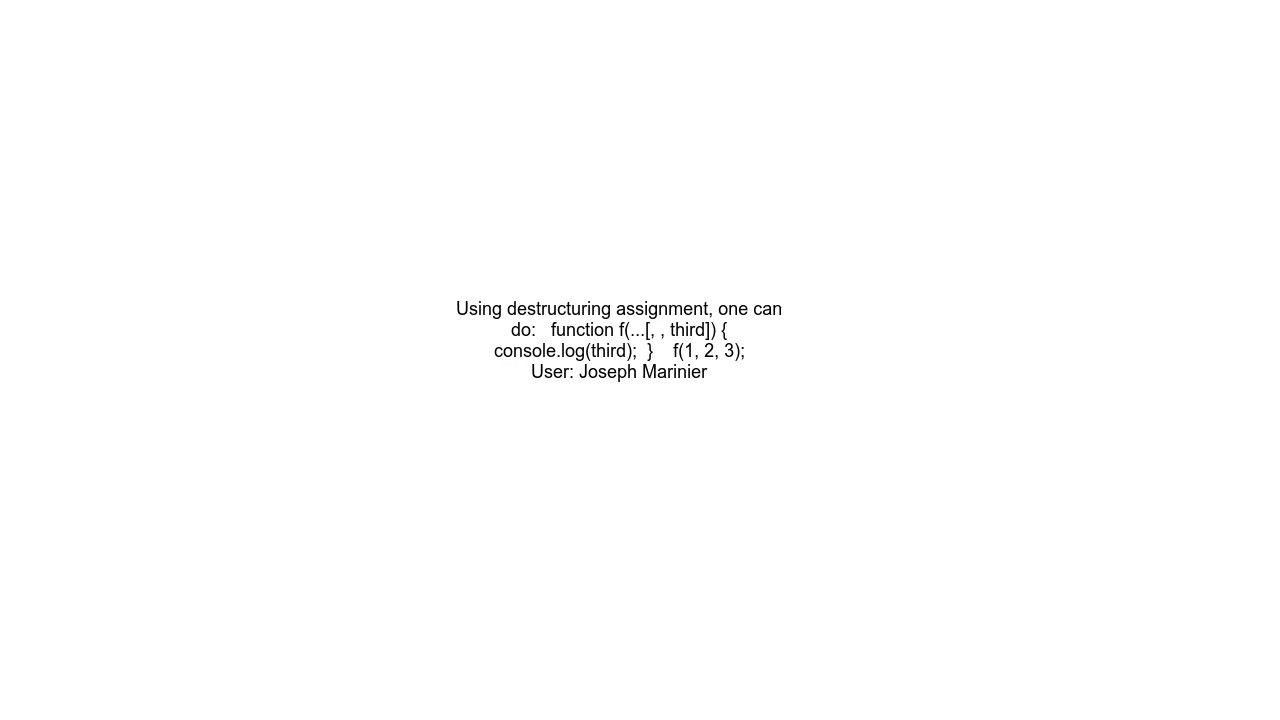 Using destructuring assignment, one can
do:   function f(...[, , third]) {
console.log(third);  }    f(1, 2, 3);
User: Joseph Marinier